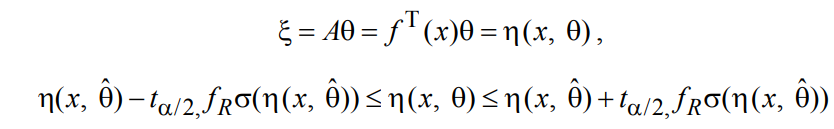 ξ = Aθ = f^T(x)θ = η(x, θ),
η(x, θ̂) − t_{α/2, f_R}σ(η(x, θ̂)) ≤ η(x, θ) ≤ η(x, θ̂) + t_{α/2, f_R}σ(η(x, θ̂))